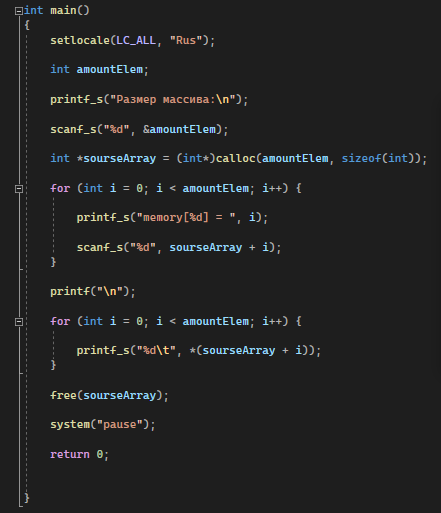 int main()
{
setlocale(LC_ALL, "Rus");
int amountElem;
printf_s("Размер массива:\n");
scanf_s("%d", &amountElem);
int *sourseArray = (int*)calloc(amountElem, sizeof(int));
for (int i = 0; i < amountElem; i++) {
printf_s("memory[%d] = ", i);
scanf_s("%d", sourseArray + i);
}
printf("\n");
for (int i = 0; i < amountElem; i++) {
printf_s("%d\t", *(sourseArray + i));
}
free(sourseArray);
system("pause");
return 0;
}